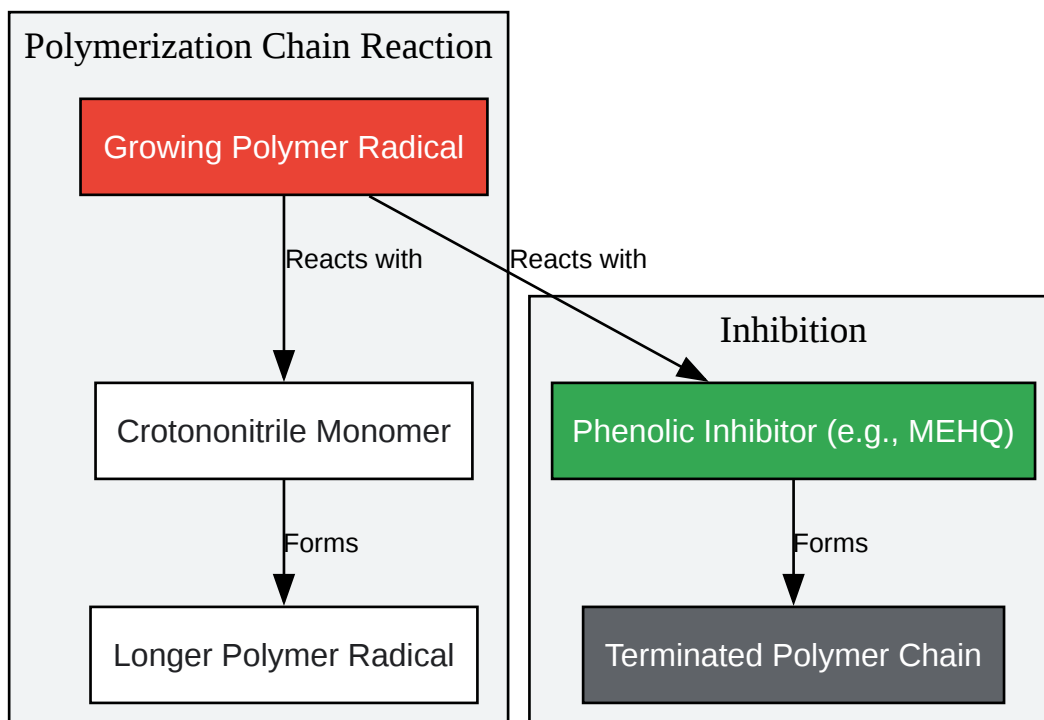 Polymerization Chain Reaction
Growing Polymer Radical
Reacts with
Reacts with
Inhibition
Crotononitrile Monomer
Phenolic Inhibitor (e.g., MEHQ)
Forms
Forms
Longer Polymer Radical
Terminated Polymer Chain